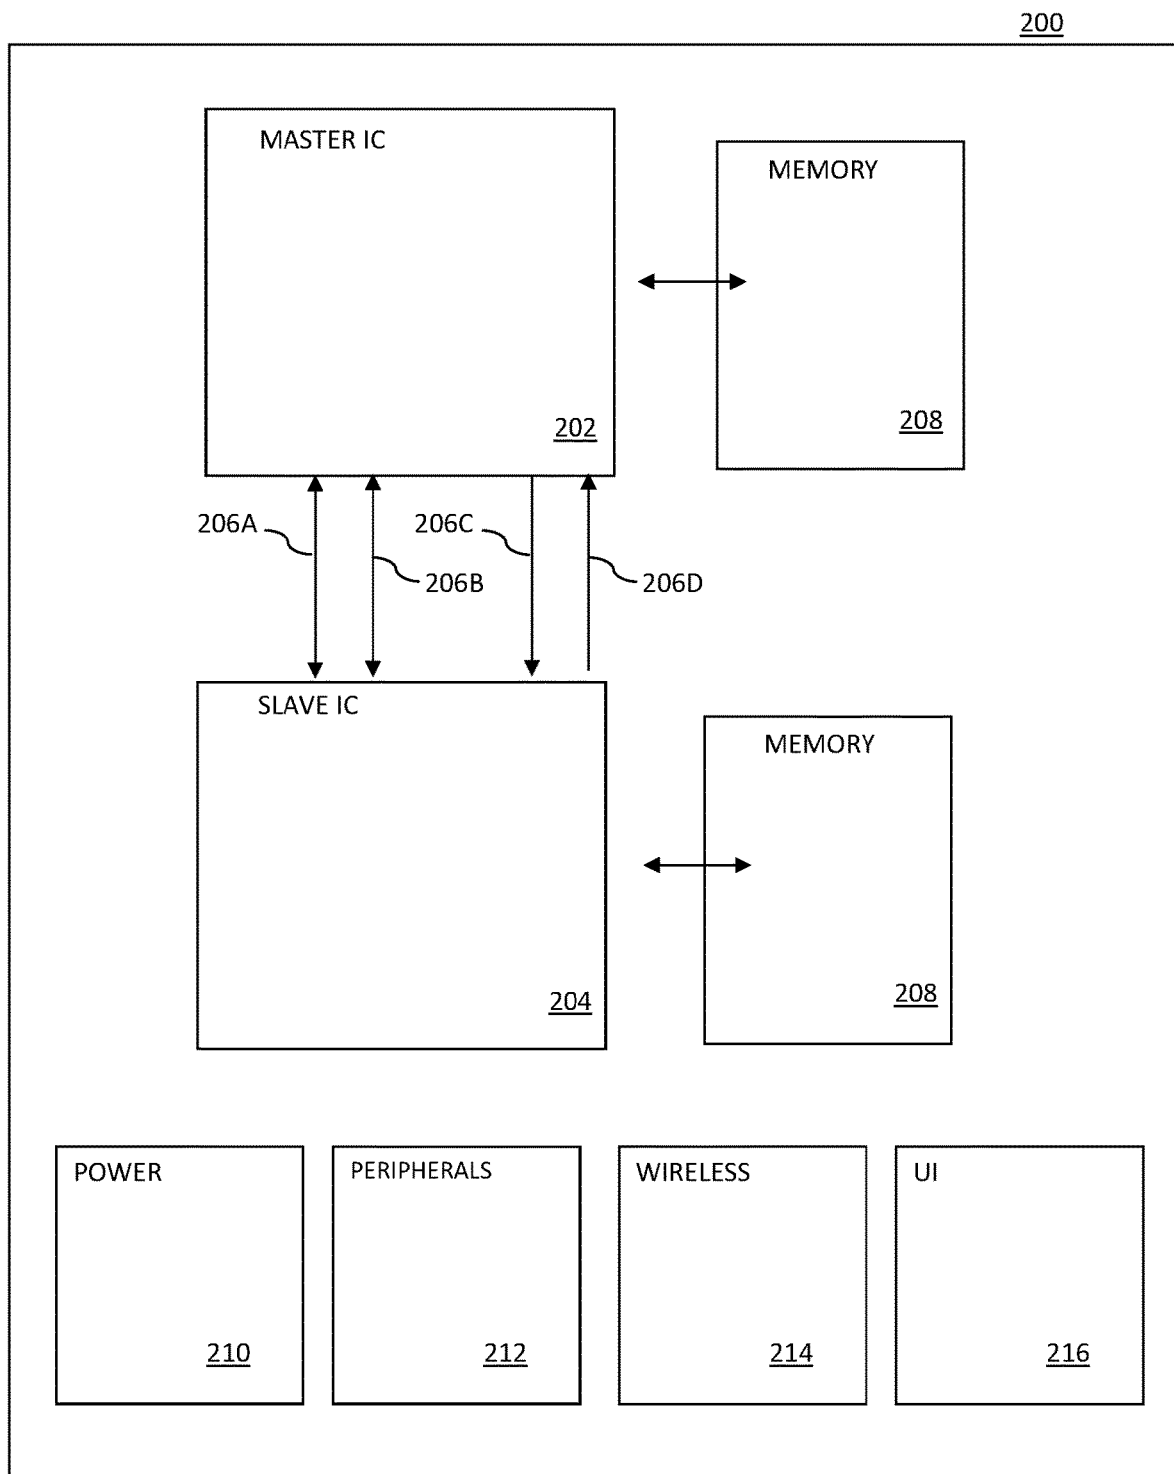 200
MASTER IC
MEMORY
202
208
206A
206C
206B
206D
SLAVE IC
MEMORY
204
208
POWER
PERIPHERALS
WIRELESS
UI
210
212
214
216